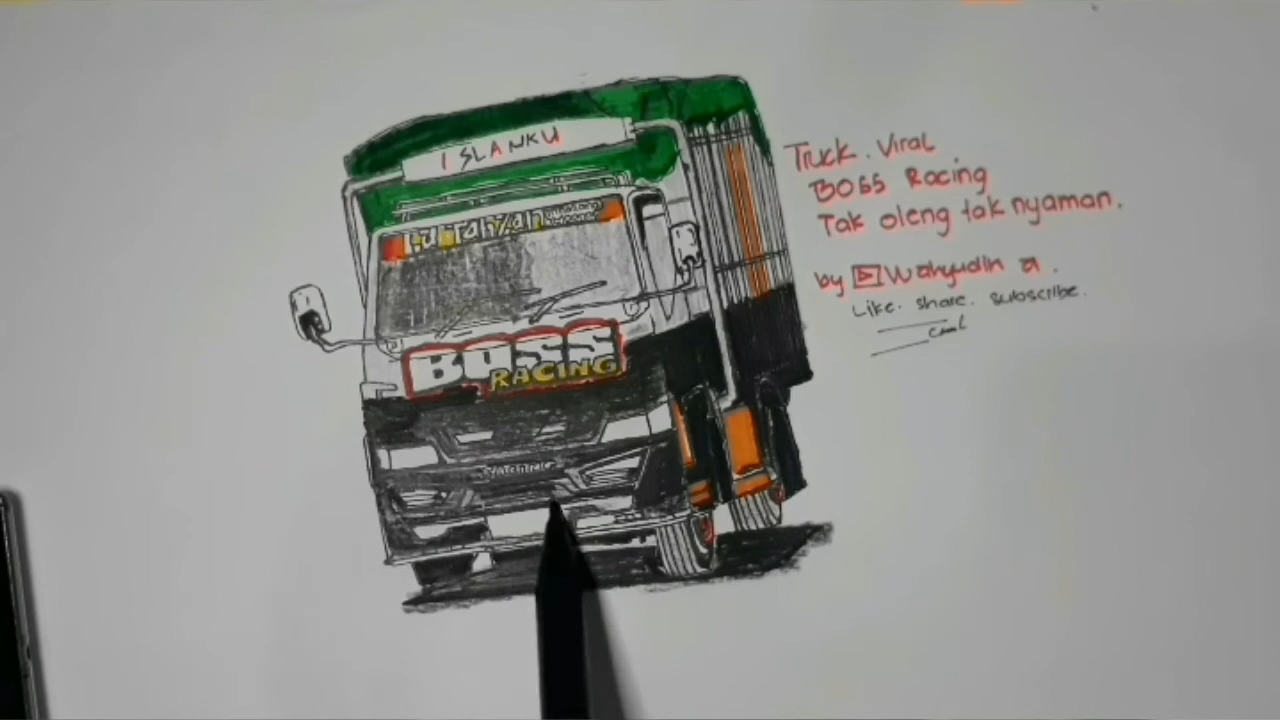 ISLANKU
BOSS
RACING
Truck. Viral
BOSS Racing
Tak oleng tak nyaman.
by Wahyudin a.
Like. share. subscribe.